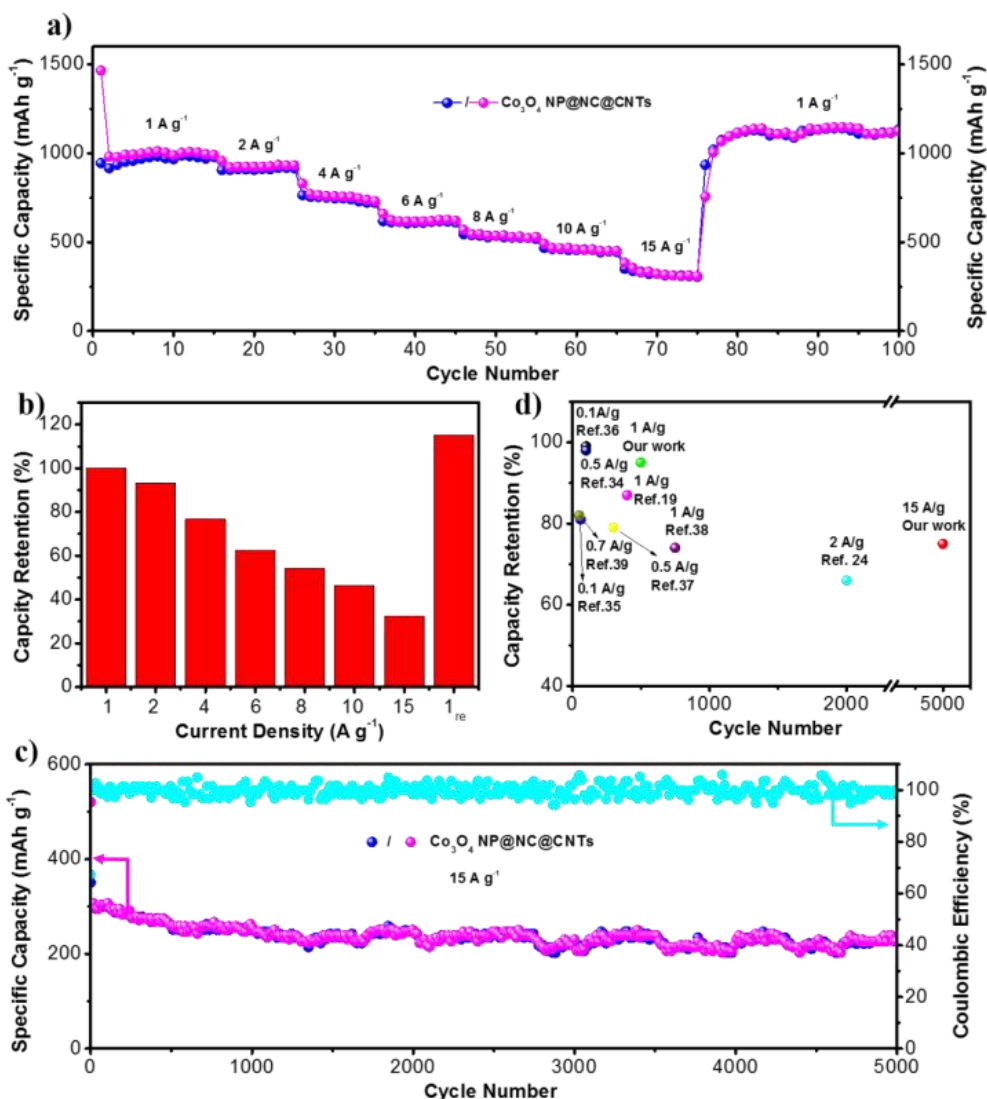 a)
1500
1000
500
0
Specific Capacity (mAh g⁻¹)
/ Co₃O₄ NP@NC@CNTs
1 A g⁻¹
2 A g⁻¹
4 A g⁻¹
6 A g⁻¹
8 A g⁻¹
10 A g⁻¹
15 A g⁻¹
1 A g⁻¹
1500
1000
500
0
Specific Capacity (mAh g⁻¹)
0 10 20 30 40 50 60 70 80 90 100
Cycle Number
b)
120
100
80
60
40
20
0
Capcity Retention (%)
1 2 4 6 8 10 15 1re
Current Density (A g⁻¹)
d)
100
80
60
40
Capacity Retention (%)
0.1A/g
Ref.36
1 A/g
Our work
0.5 A/g
Ref.34
1 A/g
Ref.19
1 A/g
Ref.38
0.7 A/g
Ref.39
0.5 A/g
Ref.37
0.1 A/g
Ref.35
2 A/g
Ref. 24
15 A/g
Our work
0 1000 2000 5000
Cycle Number
c)
600
400
200
0
Specific Capacity (mAh g⁻¹)
/ Co₃O₄ NP@NC@CNTs
15 A g⁻¹
100
80
60
40
20
0
Coulombic Efficiency (%)
0 1000 2000 3000 4000 5000
Cycle Number